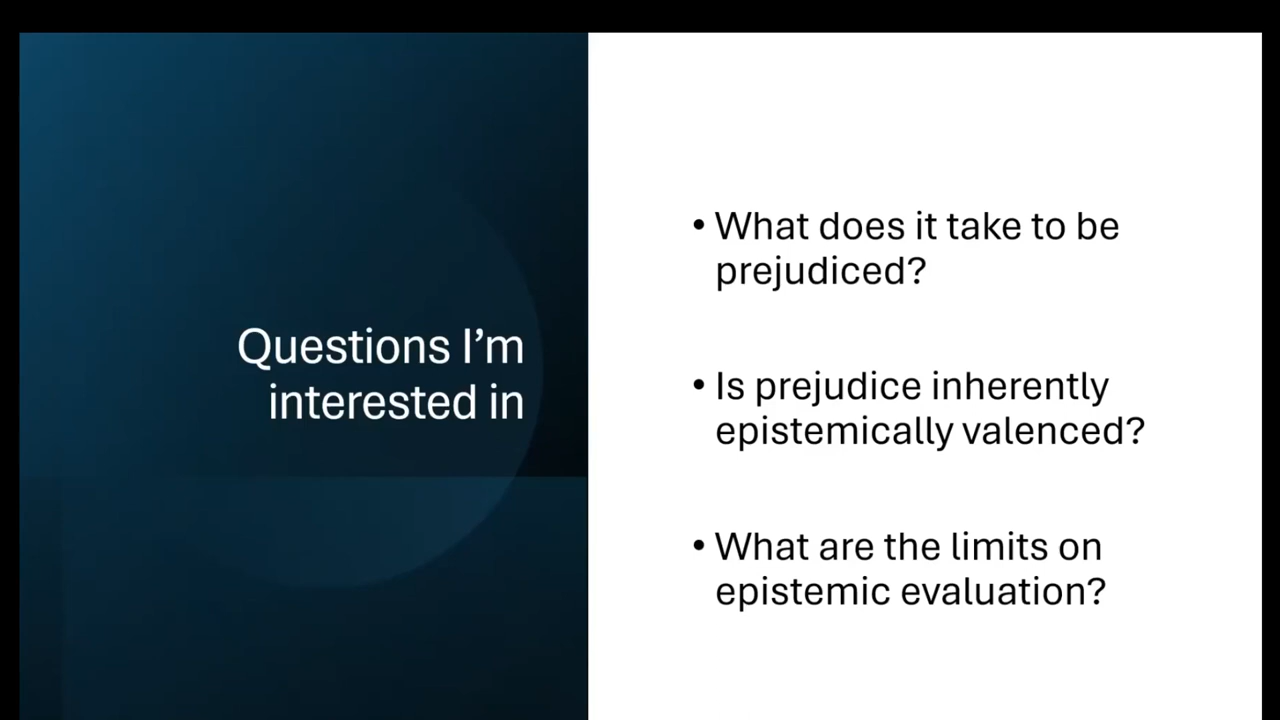 Questions I’m
interested in
• What does it take to be
prejudiced?
• Is prejudice inherently
epistemically valenced?
• What are the limits on
epistemic evaluation?